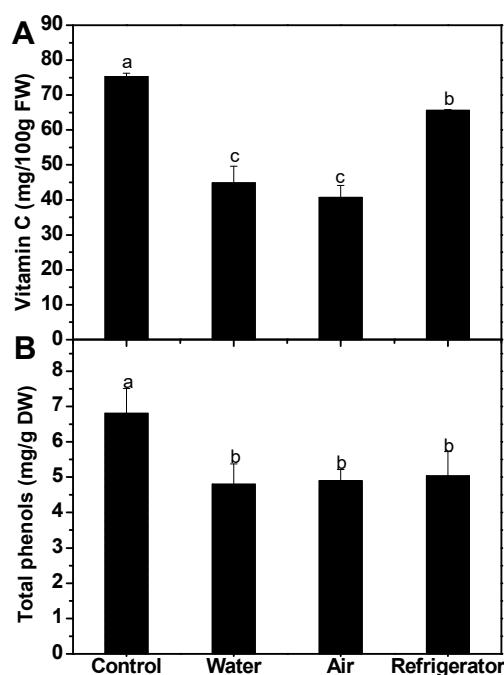 A
Vitamin C (mg/100g FW)
90
80
70
60
50
40
30
20
10
0
a
c
c
b
B
Total phenols (mg/g DW)
8
7
6
5
4
3
2
1
0
a
b
b
b
Control Water Air Refrigerator